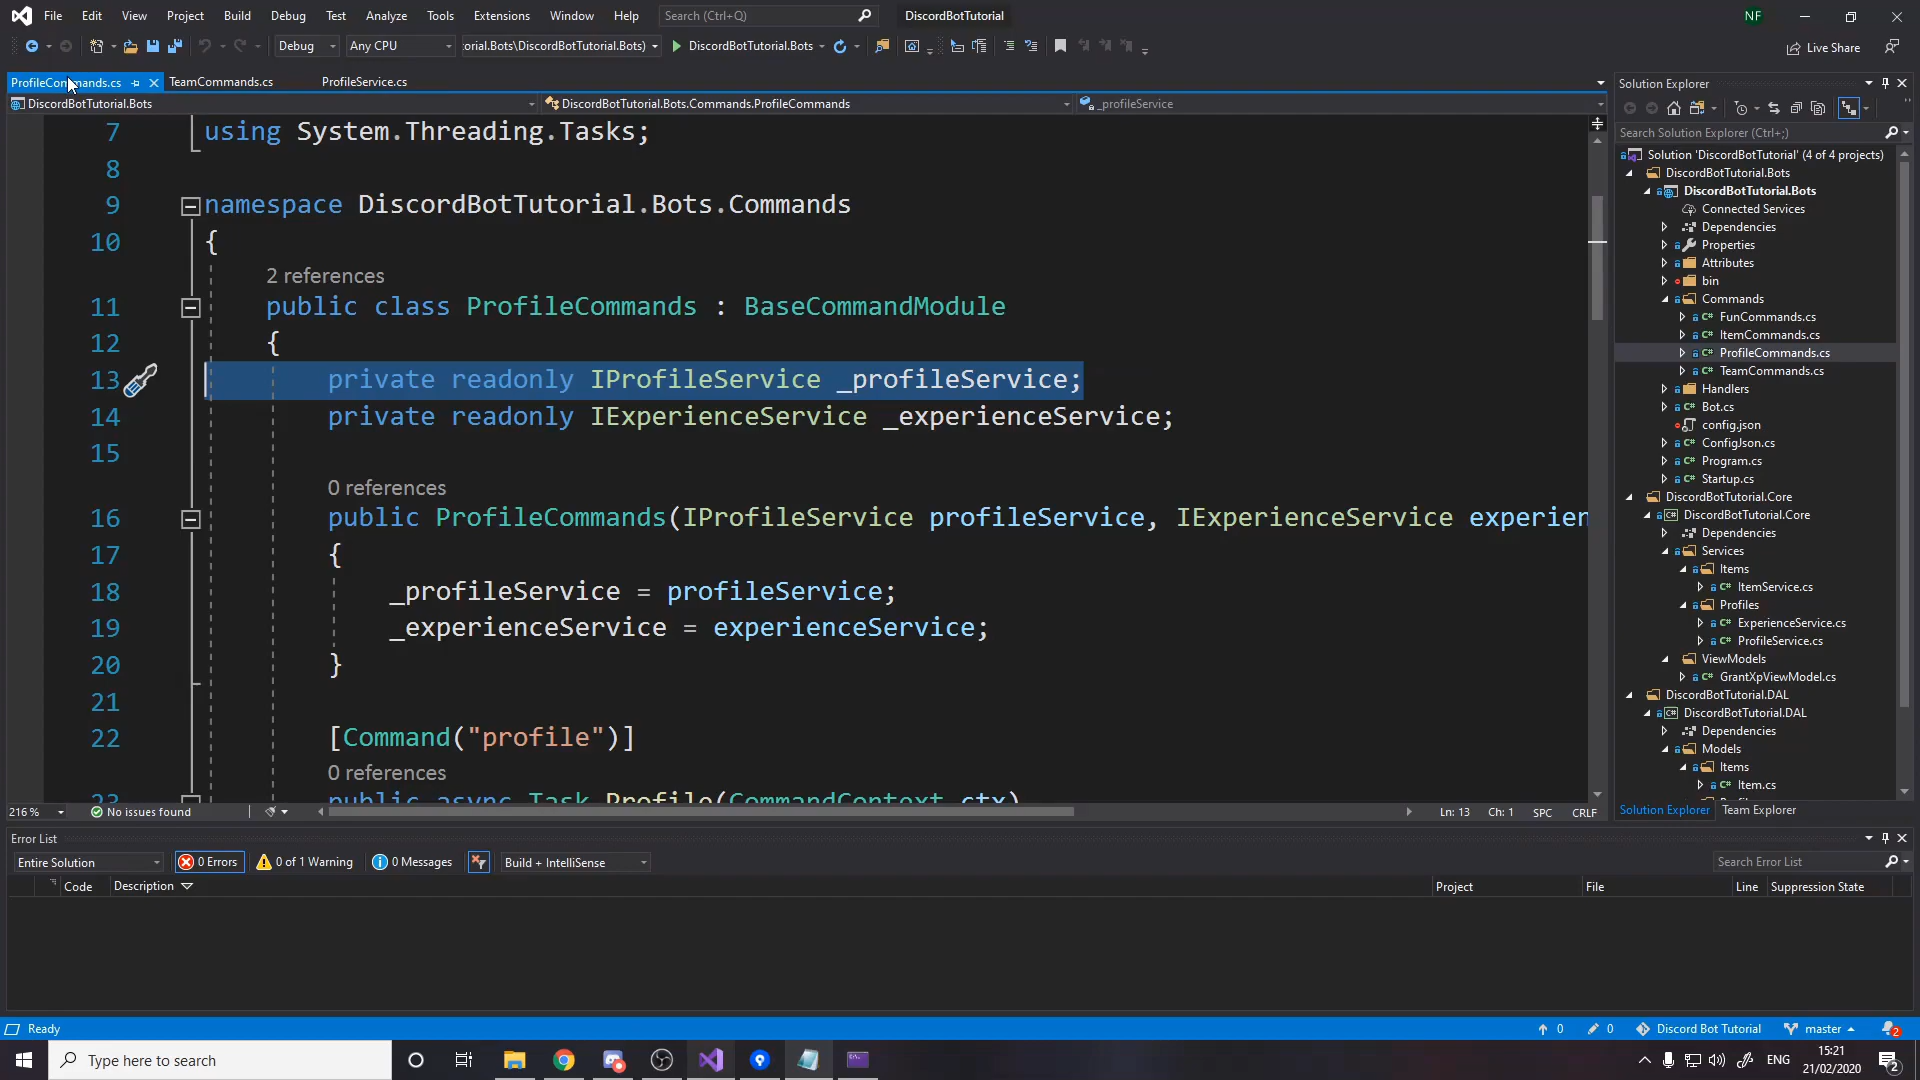 File Edit View Project Build Debug Test Analyze Tools Extensions Window Help Search (Ctrl+Q) DiscordBotTutorial NF
Debug Any CPU orial.Bots\DiscordBotTutorial.Bots) DiscordBotTutorial.Bots Live Share
ProfileCommands.cs TeamCommands.cs ProfileService.cs
DiscordBotTutorial.Bots DiscordBotTutorial.Bots.Commands.ProfileCommands _profileService
7 using System.Threading.Tasks;
8
9 namespace DiscordBotTutorial.Bots.Commands
10 {
2 references
11 public class ProfileCommands : BaseCommandModule
12 {
13 private readonly IProfileService _profileService;
14 private readonly IExperienceService _experienceService;
15
0 references
16 public ProfileCommands(IProfileService profileService, IExperienceService experien
17 {
18 _profileService = profileService;
19 _experienceService = experienceService;
20 }
21
22 [Command("profile")]
0 references
23 public async Task Profile(CommandContext ctx)
216 % No issues found Ln: 13 Ch: 1 SPC CRLF
Solution Explorer
Search Solution Explorer (Ctrl+;)
Solution 'DiscordBotTutorial' (4 of 4 projects)
DiscordBotTutorial.Bots
DiscordBotTutorial.Bots
Connected Services
Dependencies
Properties
Attributes
bin
Commands
C# FunCommands.cs
C# ItemCommands.cs
C# ProfileCommands.cs
C# TeamCommands.cs
Handlers
C# Bot.cs
config.json
C# ConfigJson.cs
C# Program.cs
C# Startup.cs
DiscordBotTutorial.Core
C# DiscordBotTutorial.Core
Dependencies
Services
Items
C# ItemService.cs
Profiles
C# ExperienceService.cs
C# ProfileService.cs
ViewModels
C# GrantXpViewModel.cs
DiscordBotTutorial.DAL
C# DiscordBotTutorial.DAL
Dependencies
Models
Items
C# Item.cs
Solution Explorer Team Explorer
Error List
Entire Solution 0 Errors 0 of 1 Warning 0 Messages Build + IntelliSense Search Error List
Code Description Project File Line Suppression State
Ready 0 0 Discord Bot Tutorial master 2
Type here to search ENG 15:21
21/02/2020 2